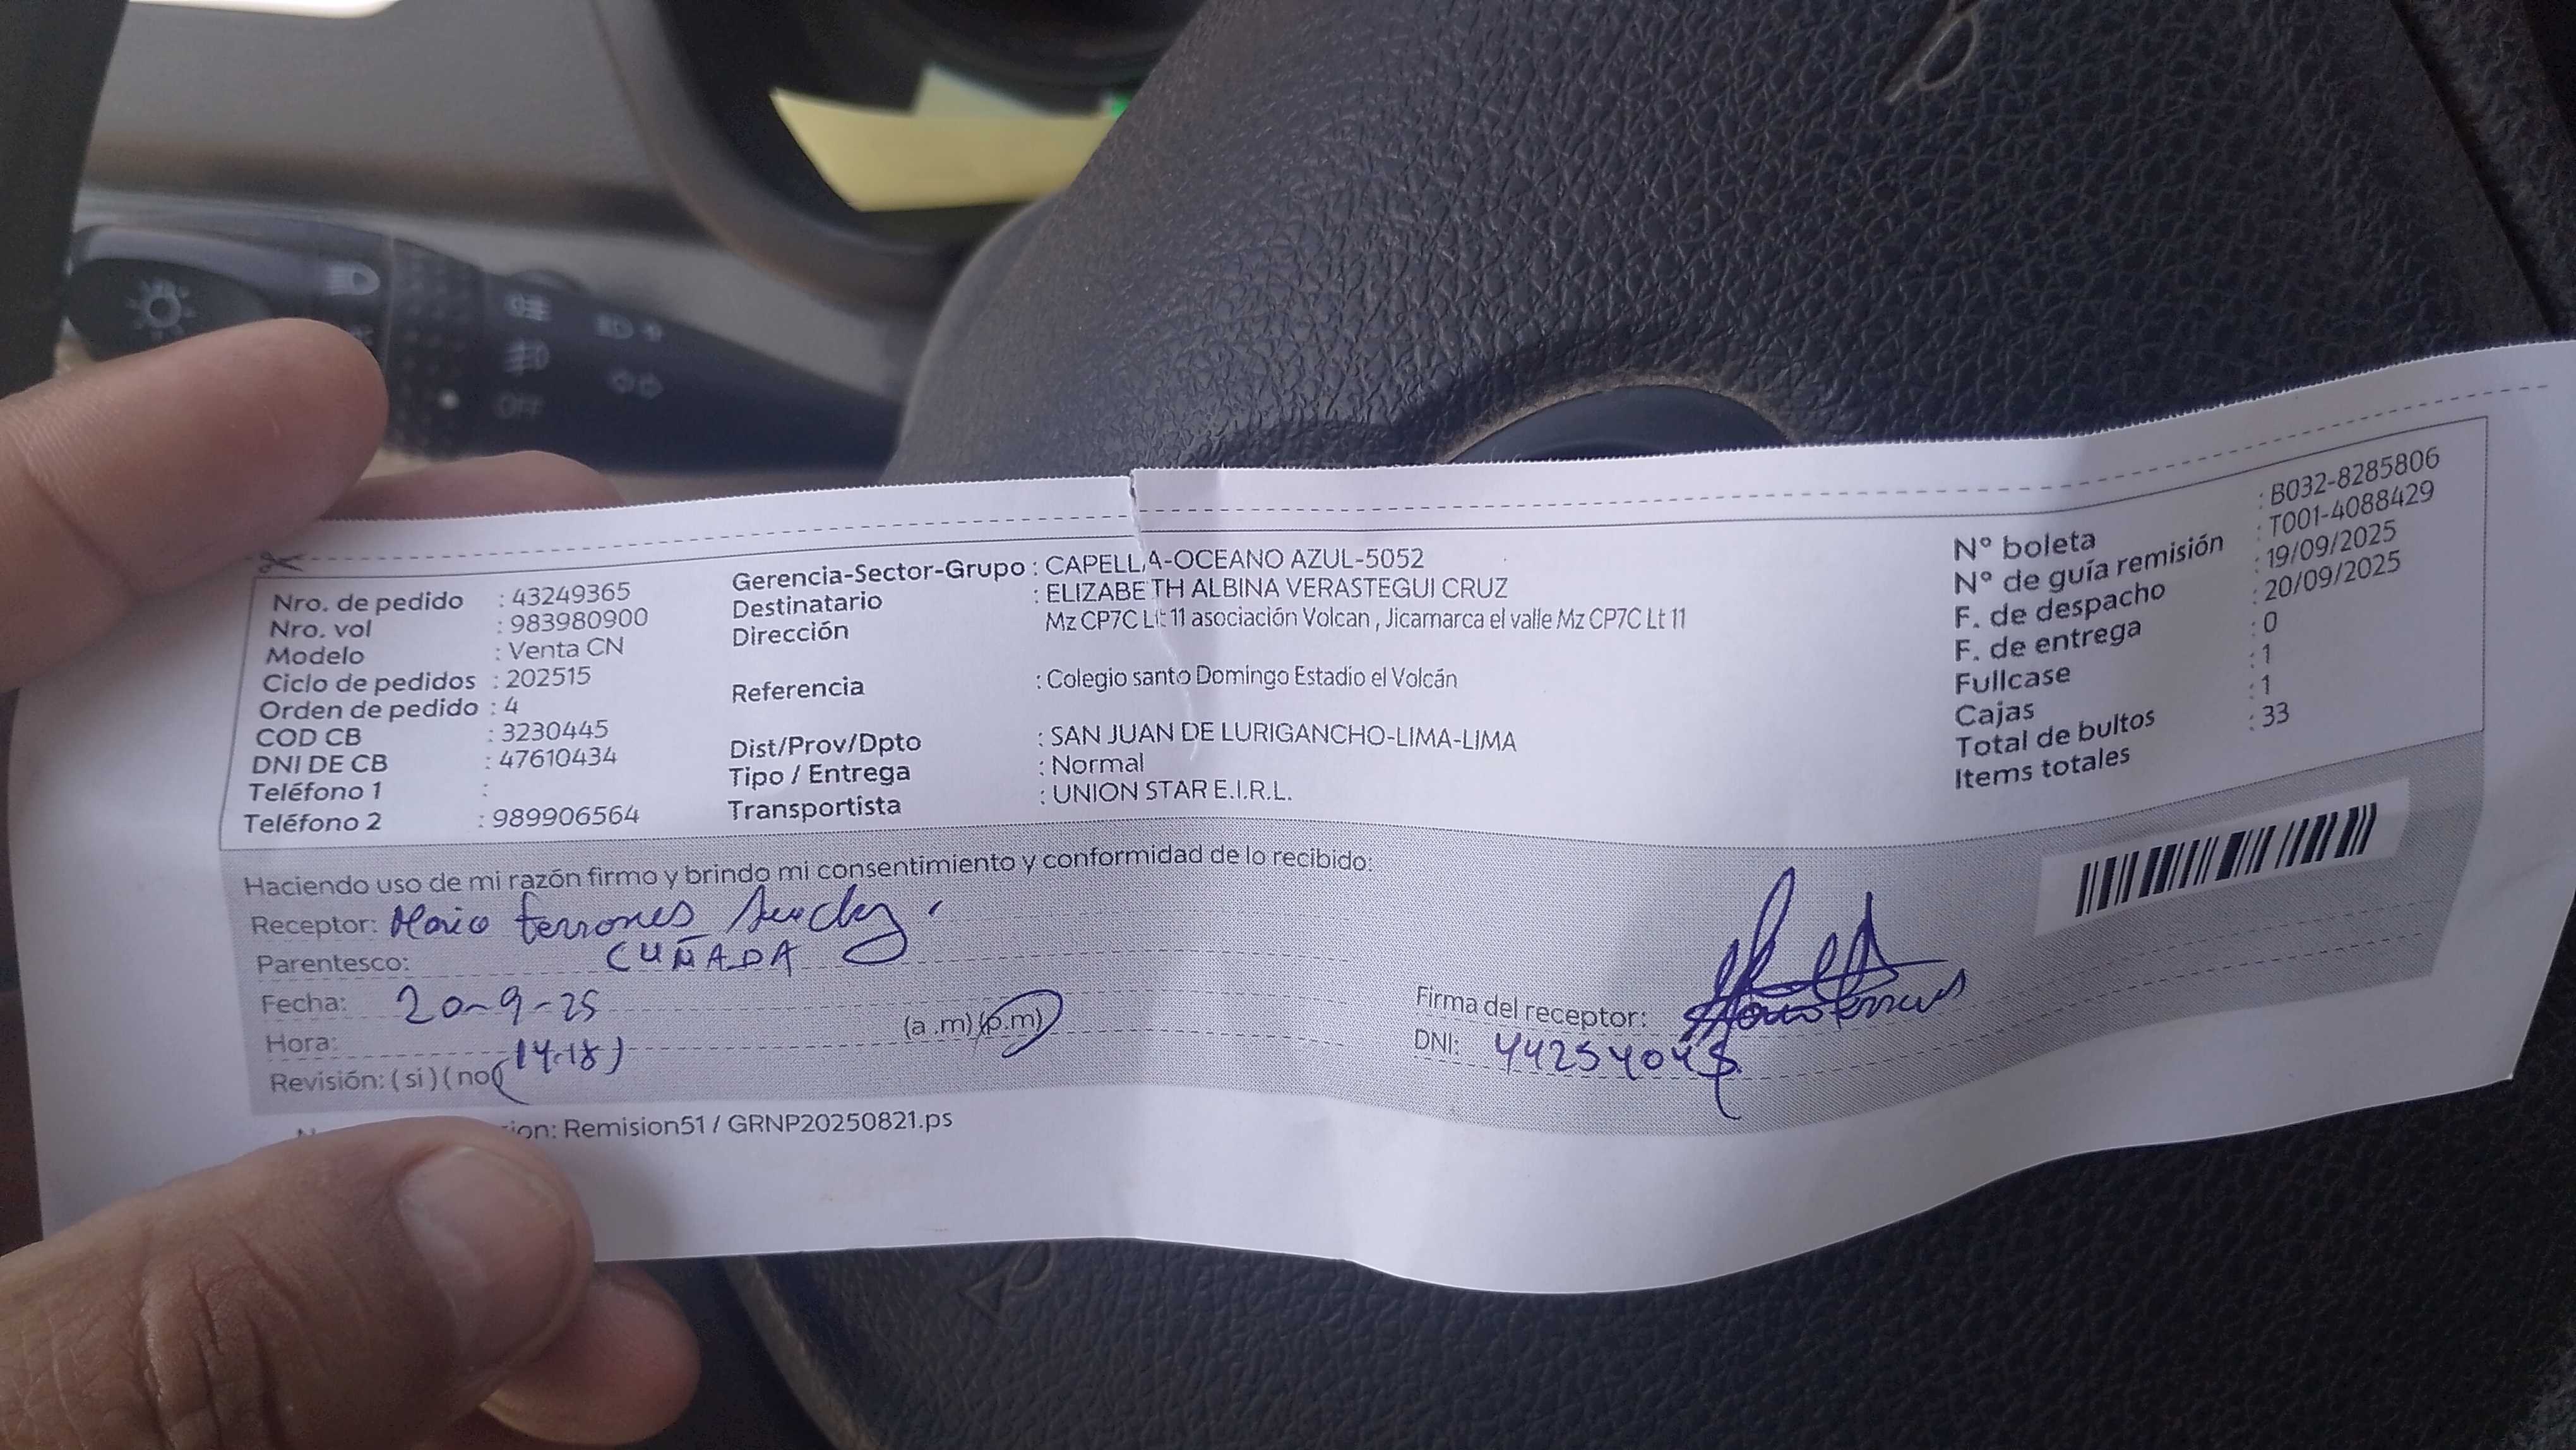 Nro. de pedido : 43249365
Nro. vol : 983980900
Modelo : Venta CN
Ciclo de pedidos : 202515
Orden de pedido : 4
COD CB : 3230445
DNI DE CB : 47610434
Teléfono 1 :
Teléfono 2 : 989906564
Gerencia-Sector-Grupo : CAPELLA-OCEANO AZUL-5052
Destinatario : ELIZABETH ALBINA VERASTEGUI CRUZ
Dirección Mz CP7C Lt 11 asociación Volcan , Jicamarca el valle Mz CP7C Lt 11
Referencia : Colegio santo Domingo Estadio el Volcán
Dist/Prov/Dpto : SAN JUAN DE LURIGANCHO-LIMA-LIMA
Tipo / Entrega : Normal
Transportista : UNION STAR E.I.R.L.
N° boleta : B032-8285806
N° de guía remisión : T001-4088429
F. de despacho : 19/09/2025
F. de entrega : 20/09/2025
Fullcase : 0
Cajas : 1
Total de bultos : 1
Items totales : 33
Haciendo uso de mi razón firmo y brindo mi consentimiento y conformidad de lo recibido:
Receptor: Terrones
Parentesco: CUÑADA
Fecha: 20-9-25
Hora: (14:18) (a.m) (p.m)
Revisión: (si) (no
Firma del receptor:
DNI:
Remision51 / GRNP20250821.ps
OFF